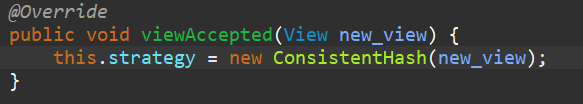 @Override
public void viewAccepted(View new_view) {
    this.strategy = new ConsistentHash(new_view);
}